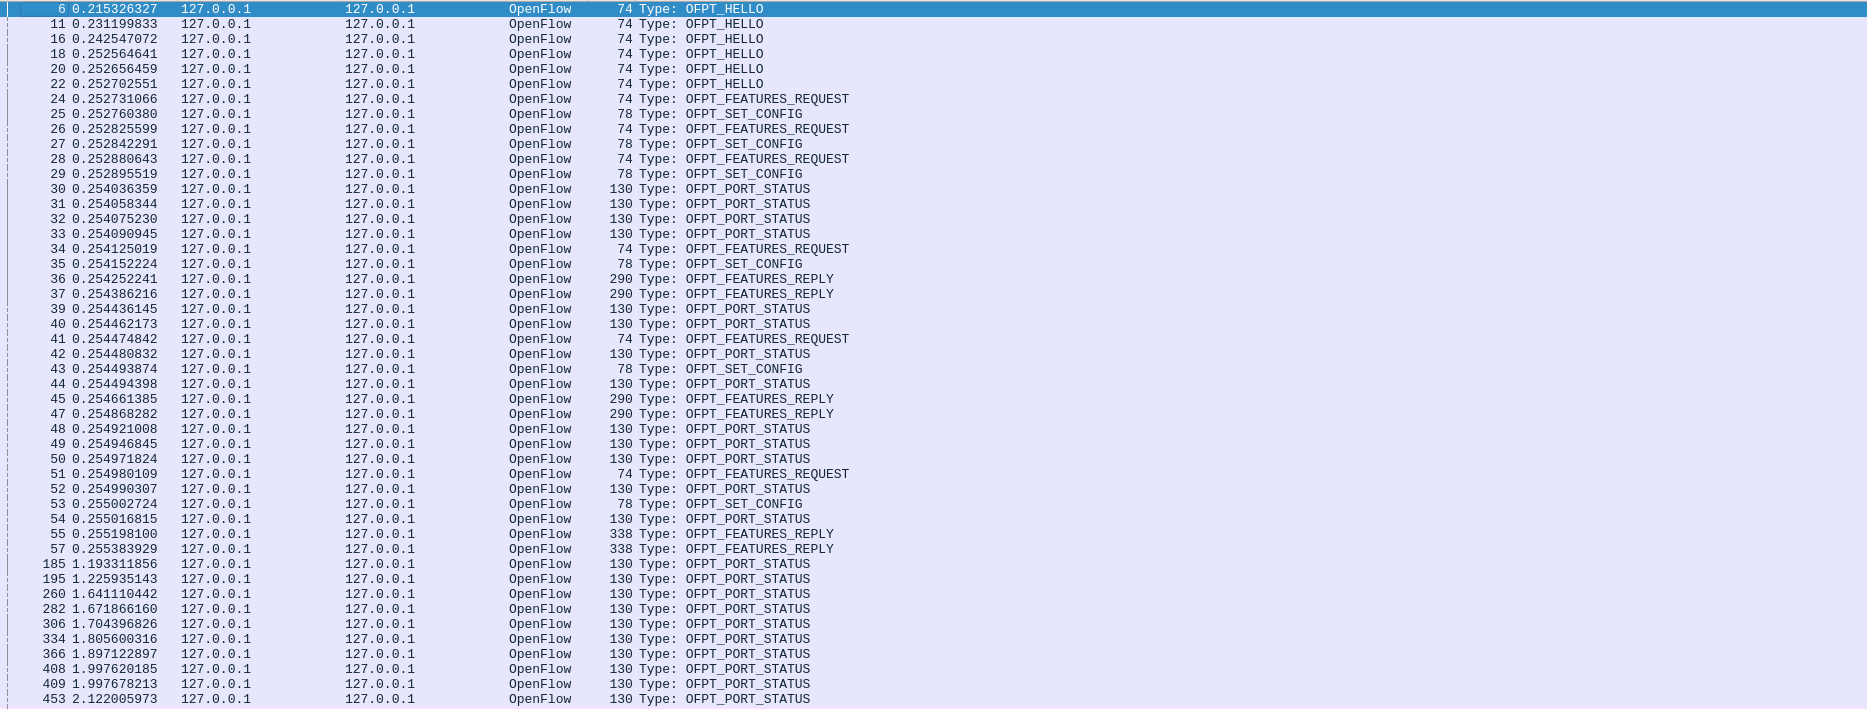 6 0.215326327 127.0.0.1 127.0.0.1 OpenFlow 74 Type: OFPT_HELLO
11 0.231199833 127.0.0.1 127.0.0.1 OpenFlow 74 Type: OFPT_HELLO
16 0.242547072 127.0.0.1 127.0.0.1 OpenFlow 74 Type: OFPT_HELLO
18 0.252564641 127.0.0.1 127.0.0.1 OpenFlow 74 Type: OFPT_HELLO
20 0.252656459 127.0.0.1 127.0.0.1 OpenFlow 74 Type: OFPT_HELLO
22 0.252702551 127.0.0.1 127.0.0.1 OpenFlow 74 Type: OFPT_HELLO
24 0.252731066 127.0.0.1 127.0.0.1 OpenFlow 74 Type: OFPT_FEATURES_REQUEST
25 0.252760380 127.0.0.1 127.0.0.1 OpenFlow 78 Type: OFPT_SET_CONFIG
26 0.252825599 127.0.0.1 127.0.0.1 OpenFlow 74 Type: OFPT_FEATURES_REQUEST
27 0.252842291 127.0.0.1 127.0.0.1 OpenFlow 78 Type: OFPT_SET_CONFIG
28 0.252880643 127.0.0.1 127.0.0.1 OpenFlow 74 Type: OFPT_FEATURES_REQUEST
29 0.252895519 127.0.0.1 127.0.0.1 OpenFlow 78 Type: OFPT_SET_CONFIG
30 0.254036359 127.0.0.1 127.0.0.1 OpenFlow 130 Type: OFPT_PORT_STATUS
31 0.254058344 127.0.0.1 127.0.0.1 OpenFlow 130 Type: OFPT_PORT_STATUS
32 0.254075230 127.0.0.1 127.0.0.1 OpenFlow 130 Type: OFPT_PORT_STATUS
33 0.254090945 127.0.0.1 127.0.0.1 OpenFlow 130 Type: OFPT_PORT_STATUS
34 0.254125019 127.0.0.1 127.0.0.1 OpenFlow 74 Type: OFPT_FEATURES_REQUEST
35 0.254152224 127.0.0.1 127.0.0.1 OpenFlow 78 Type: OFPT_SET_CONFIG
36 0.254252241 127.0.0.1 127.0.0.1 OpenFlow 290 Type: OFPT_FEATURES_REPLY
37 0.254386216 127.0.0.1 127.0.0.1 OpenFlow 290 Type: OFPT_FEATURES_REPLY
39 0.254436145 127.0.0.1 127.0.0.1 OpenFlow 130 Type: OFPT_PORT_STATUS
40 0.254462173 127.0.0.1 127.0.0.1 OpenFlow 130 Type: OFPT_PORT_STATUS
41 0.254474842 127.0.0.1 127.0.0.1 OpenFlow 74 Type: OFPT_FEATURES_REQUEST
42 0.254480832 127.0.0.1 127.0.0.1 OpenFlow 130 Type: OFPT_PORT_STATUS
43 0.254493874 127.0.0.1 127.0.0.1 OpenFlow 78 Type: OFPT_SET_CONFIG
44 0.254494398 127.0.0.1 127.0.0.1 OpenFlow 130 Type: OFPT_PORT_STATUS
45 0.254661385 127.0.0.1 127.0.0.1 OpenFlow 290 Type: OFPT_FEATURES_REPLY
47 0.254868282 127.0.0.1 127.0.0.1 OpenFlow 290 Type: OFPT_FEATURES_REPLY
48 0.254921008 127.0.0.1 127.0.0.1 OpenFlow 130 Type: OFPT_PORT_STATUS
49 0.254946845 127.0.0.1 127.0.0.1 OpenFlow 130 Type: OFPT_PORT_STATUS
50 0.254971824 127.0.0.1 127.0.0.1 OpenFlow 130 Type: OFPT_PORT_STATUS
51 0.254980109 127.0.0.1 127.0.0.1 OpenFlow 74 Type: OFPT_FEATURES_REQUEST
52 0.254990307 127.0.0.1 127.0.0.1 OpenFlow 130 Type: OFPT_PORT_STATUS
53 0.255002724 127.0.0.1 127.0.0.1 OpenFlow 78 Type: OFPT_SET_CONFIG
54 0.255016815 127.0.0.1 127.0.0.1 OpenFlow 130 Type: OFPT_PORT_STATUS
55 0.255198100 127.0.0.1 127.0.0.1 OpenFlow 338 Type: OFPT_FEATURES_REPLY
57 0.255383929 127.0.0.1 127.0.0.1 OpenFlow 338 Type: OFPT_FEATURES_REPLY
185 1.193311856 127.0.0.1 127.0.0.1 OpenFlow 130 Type: OFPT_PORT_STATUS
195 1.225935143 127.0.0.1 127.0.0.1 OpenFlow 130 Type: OFPT_PORT_STATUS
260 1.641110442 127.0.0.1 127.0.0.1 OpenFlow 130 Type: OFPT_PORT_STATUS
282 1.671866160 127.0.0.1 127.0.0.1 OpenFlow 130 Type: OFPT_PORT_STATUS
306 1.704396826 127.0.0.1 127.0.0.1 OpenFlow 130 Type: OFPT_PORT_STATUS
334 1.805600316 127.0.0.1 127.0.0.1 OpenFlow 130 Type: OFPT_PORT_STATUS
366 1.897122897 127.0.0.1 127.0.0.1 OpenFlow 130 Type: OFPT_PORT_STATUS
408 1.997620185 127.0.0.1 127.0.0.1 OpenFlow 130 Type: OFPT_PORT_STATUS
409 1.997678213 127.0.0.1 127.0.0.1 OpenFlow 130 Type: OFPT_PORT_STATUS
453 2.122005973 127.0.0.1 127.0.0.1 OpenFlow 130 Type: OFPT_PORT_STATUS